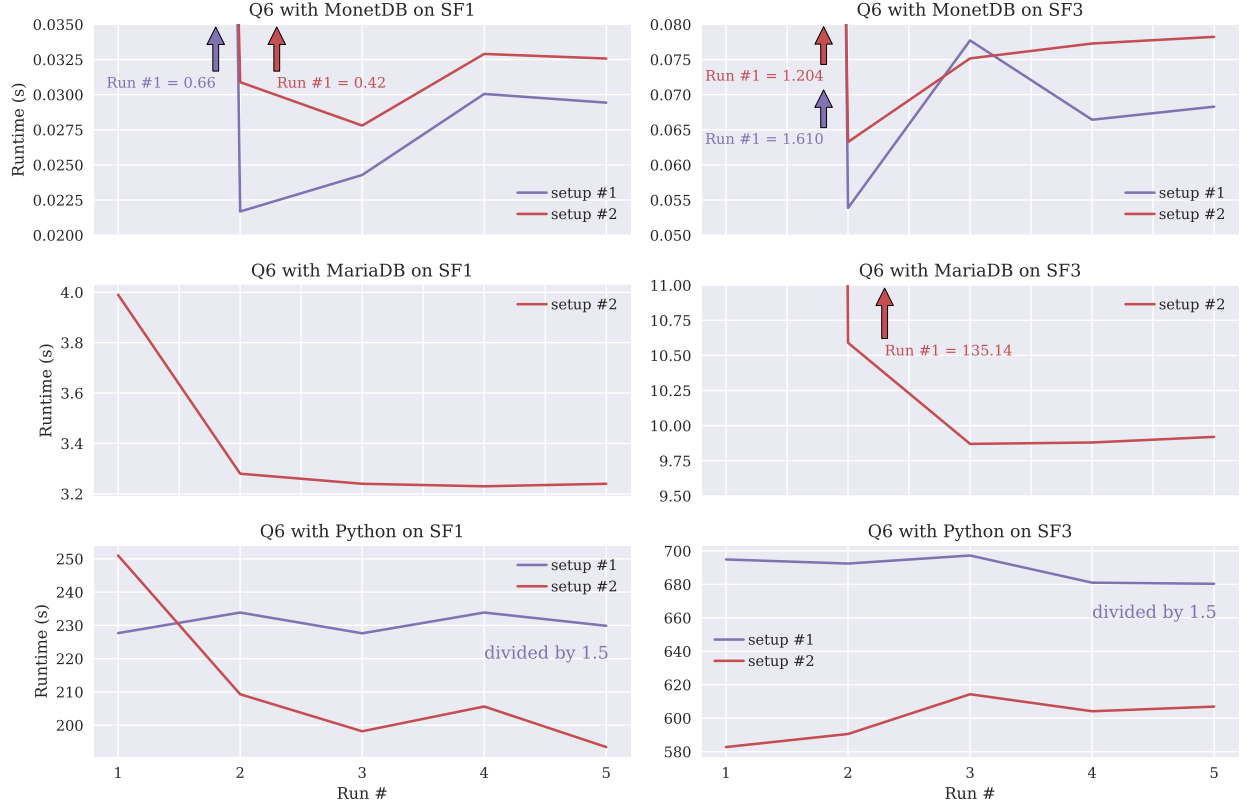 Q6 with MonetDB on SF1
Runtime (s)
0.0350
0.0325
0.0300
0.0275
0.0250
0.0225
0.0200
Run #1 = 0.66
Run #1 = 0.42
setup #1
setup #2
Q6 with MonetDB on SF3
0.080
0.075
0.070
0.065
0.060
0.055
0.050
Run #1 = 1.204
Run #1 = 1.610
setup #1
setup #2
Q6 with MariaDB on SF1
Runtime (s)
4.0
3.8
3.6
3.4
3.2
setup #2
Q6 with MariaDB on SF3
11.00
10.75
10.50
10.25
10.00
9.75
9.50
Run #1 = 135.14
setup #2
Q6 with Python on SF1
Runtime (s)
250
240
230
220
210
200
setup #1
setup #2
divided by 1.5
1 2 3 4 5
Run #
Q6 with Python on SF3
700
680
660
640
620
600
580
divided by 1.5
setup #1
setup #2
1 2 3 4 5
Run #